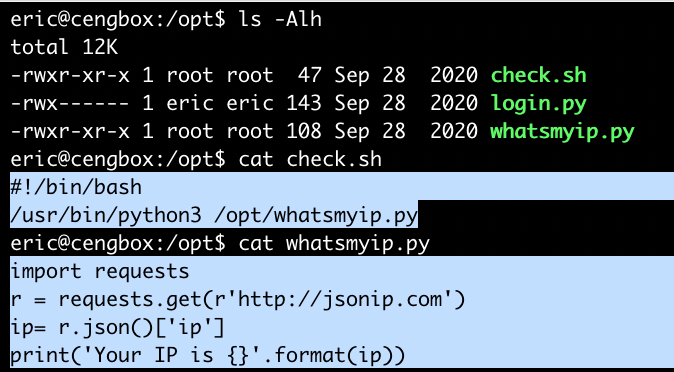 eric@cengbox:/opt$ ls -Alh
total 12K
-rwxr-xr-x 1 root root  47 Sep 28  2020 check.sh
-rwx------ 1 eric eric 143 Sep 28  2020 login.py
-rwxr-xr-x 1 root root 108 Sep 28  2020 whatsmyip.py
eric@cengbox:/opt$ cat check.sh
#!/bin/bash
/usr/bin/python3 /opt/whatsmyip.py
eric@cengbox:/opt$ cat whatsmyip.py
import requests
r = requests.get(r'http://jsonip.com')
ip= r.json()['ip']
print('Your IP is {}'.format(ip))